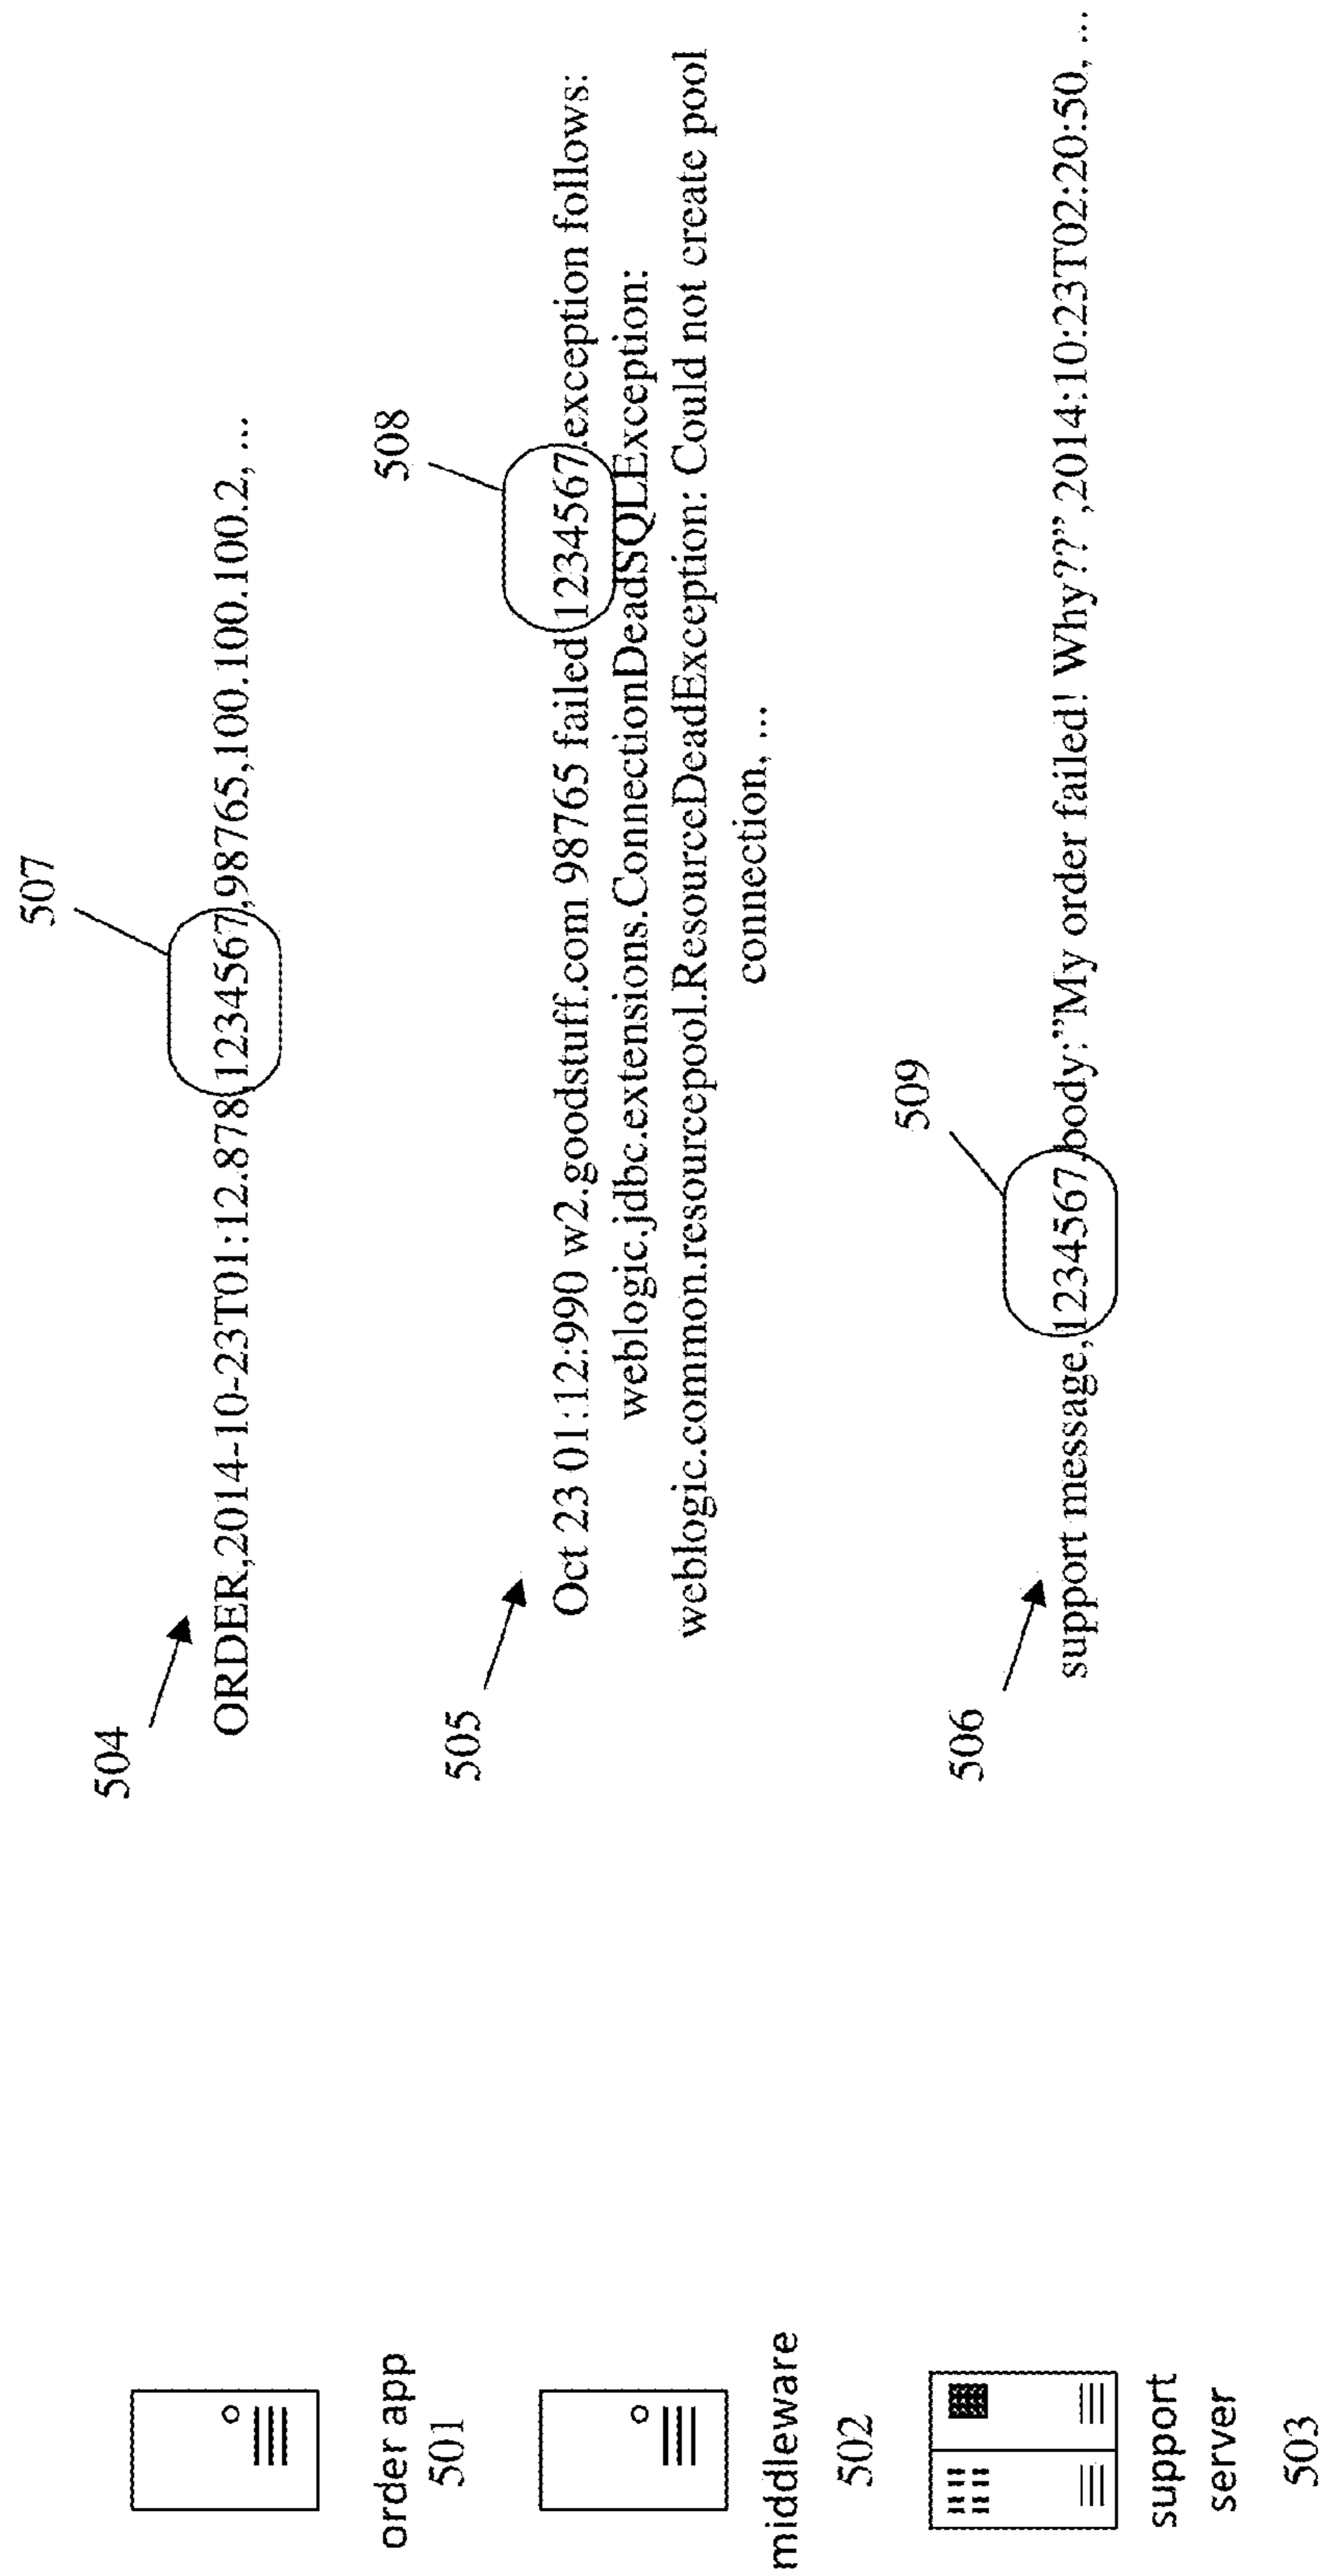 507
504
ORDER,2014-10-23T01:12.878,1234567,98765,100.100.100.2, ...
order app
501
508
505
Oct 23 01:12:990 w2.goodstuff.com 98765 failed 1234567.exception follows:
weblogic.jdbc.extensions.ConnectionDeadSQLException:
weblogic.common.resourcepool.ResourceDeadException: Could not create pool
connection, ...
middleware
502
509
506
support message,1234567,body:”My order failed! Why??”,2014:10:23T02:20:50, ...
support
server
503